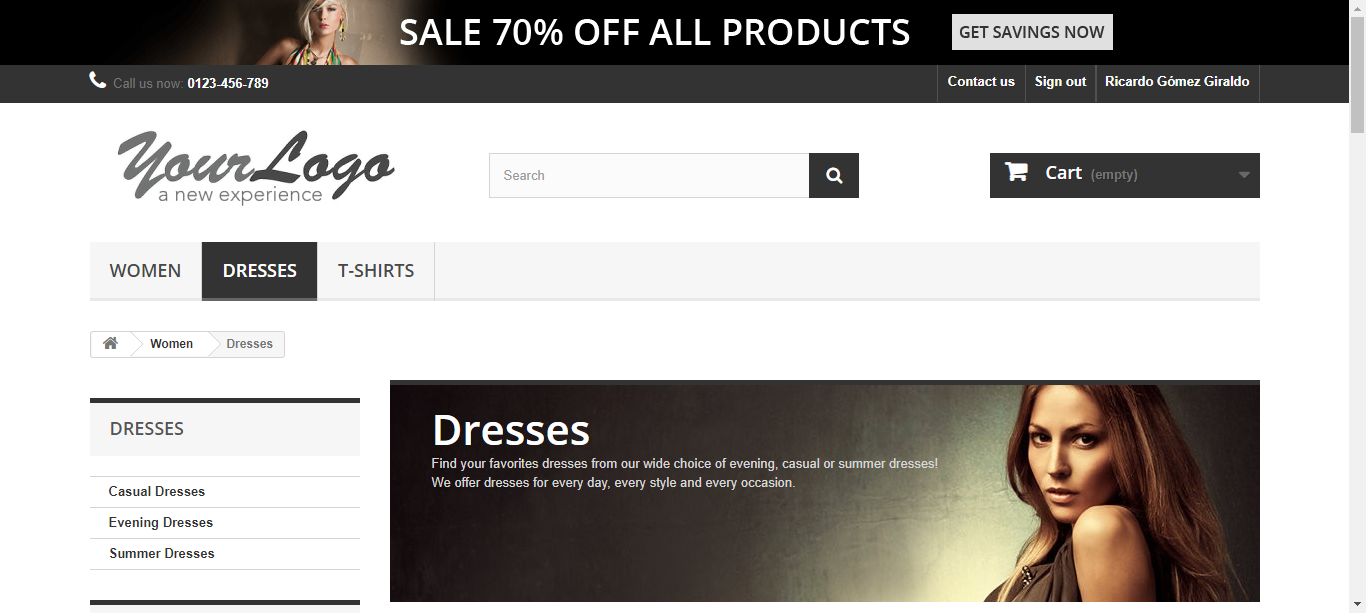 SALE 70% OFF ALL PRODUCTS GET SAVINGS NOW
Call us now: 0123-456-789 Contact us Sign out Ricardo Gómez Giraldo
YourLogo
a new experience
Search
Cart (empty)
WOMEN DRESSES T-SHIRTS
Women Dresses
DRESSES
Casual Dresses
Evening Dresses
Summer Dresses
Dresses
Find your favorites dresses from our wide choice of evening, casual or summer dresses!
We offer dresses for every day, every style and every occasion.